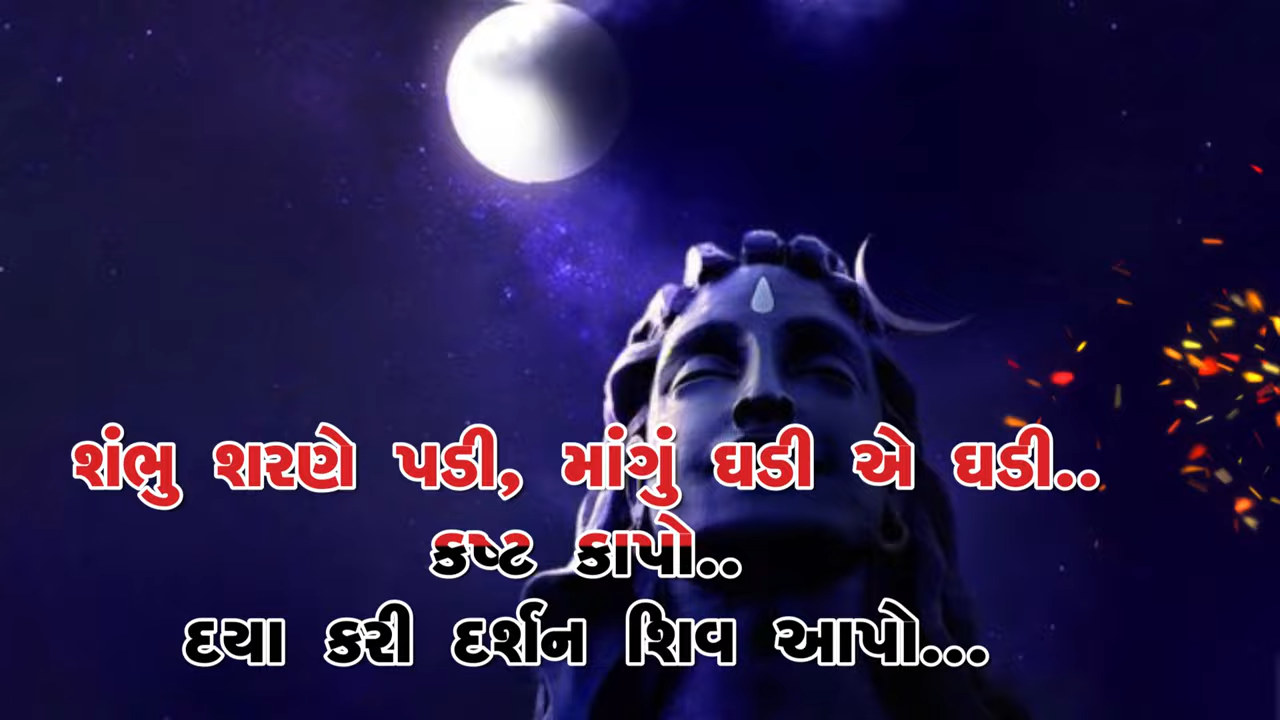 શંભુ શરણે પડી, માંગું ઘડી એ ઘડી..
કષ્ટ કાપો..
દયા કરી દર્શન શિવ આપો...